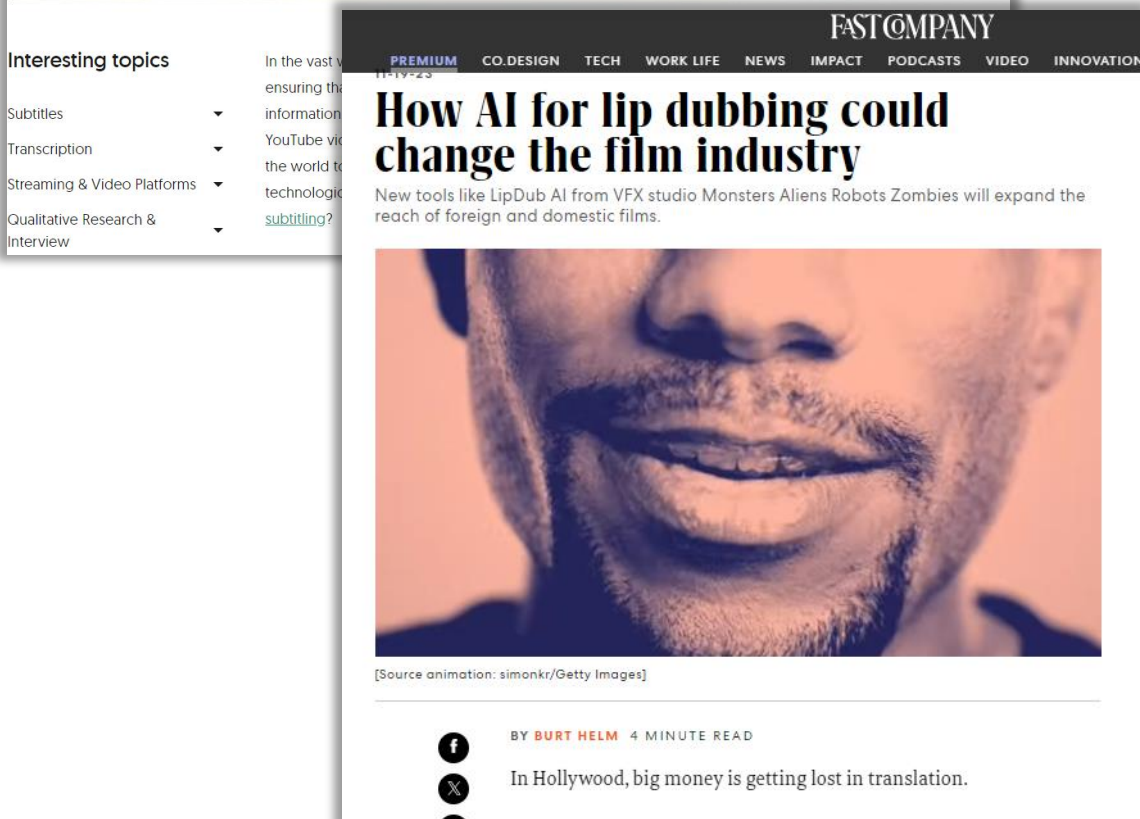 Interesting topics
Subtitles
Transcription
Streaming & Video Platforms
Qualitative Research &
Interview
In the vast
ensuring
information
YouTube
the world
subtitling?
FAST COMPANY
PREMIUM CO.DESIGN TECH WORK LIFE NEWS IMPACT PODCASTS VIDEO INNOVATION
11-19-23
How AI for lip dubbing could
change the film industry
New tools like LipDub AI from VFX studio Monsters Aliens Robots Zombies will expand the
reach of foreign and domestic films.
[Source animation: simonkr/Getty Images]
BY BURT HELM 4 MINUTE READ
In Hollywood, big money is getting lost in translation.